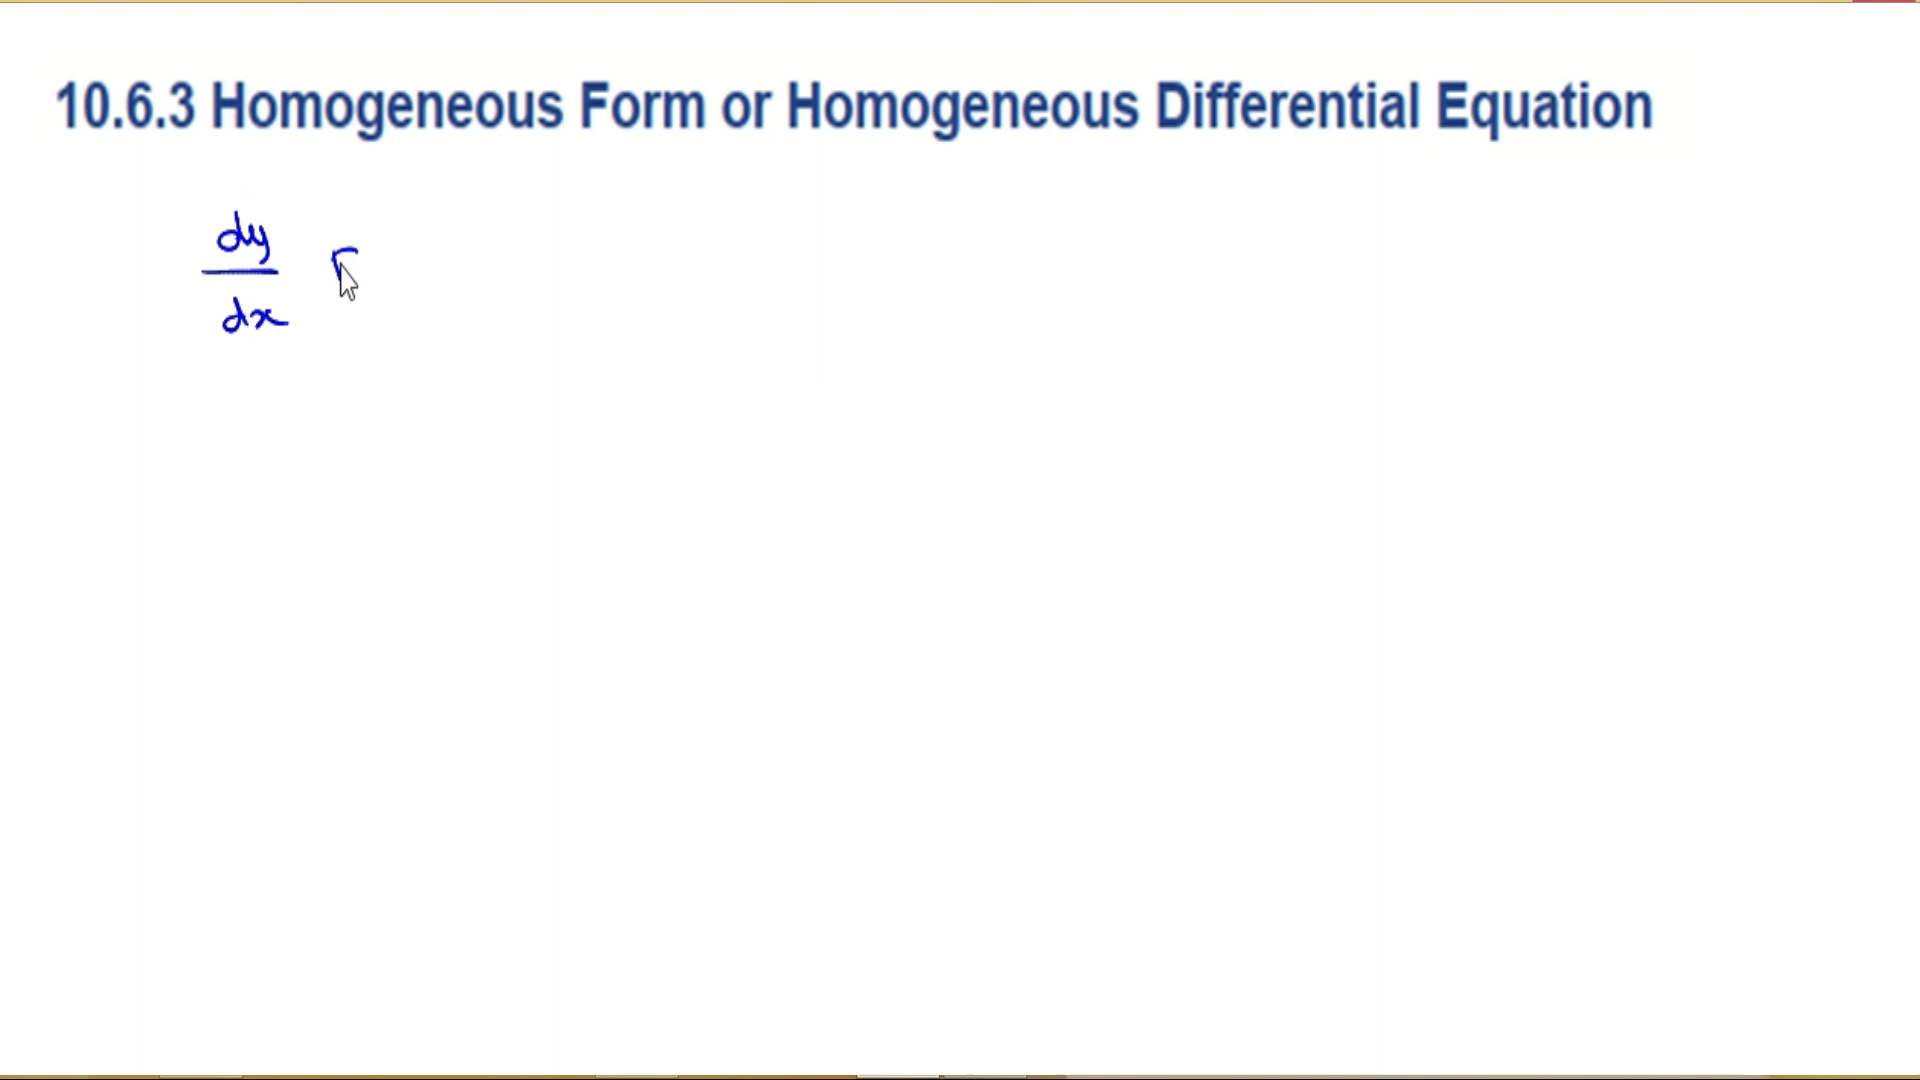 10.6.3 Homogeneous Form or Homogeneous Differential Equation
dy
dx